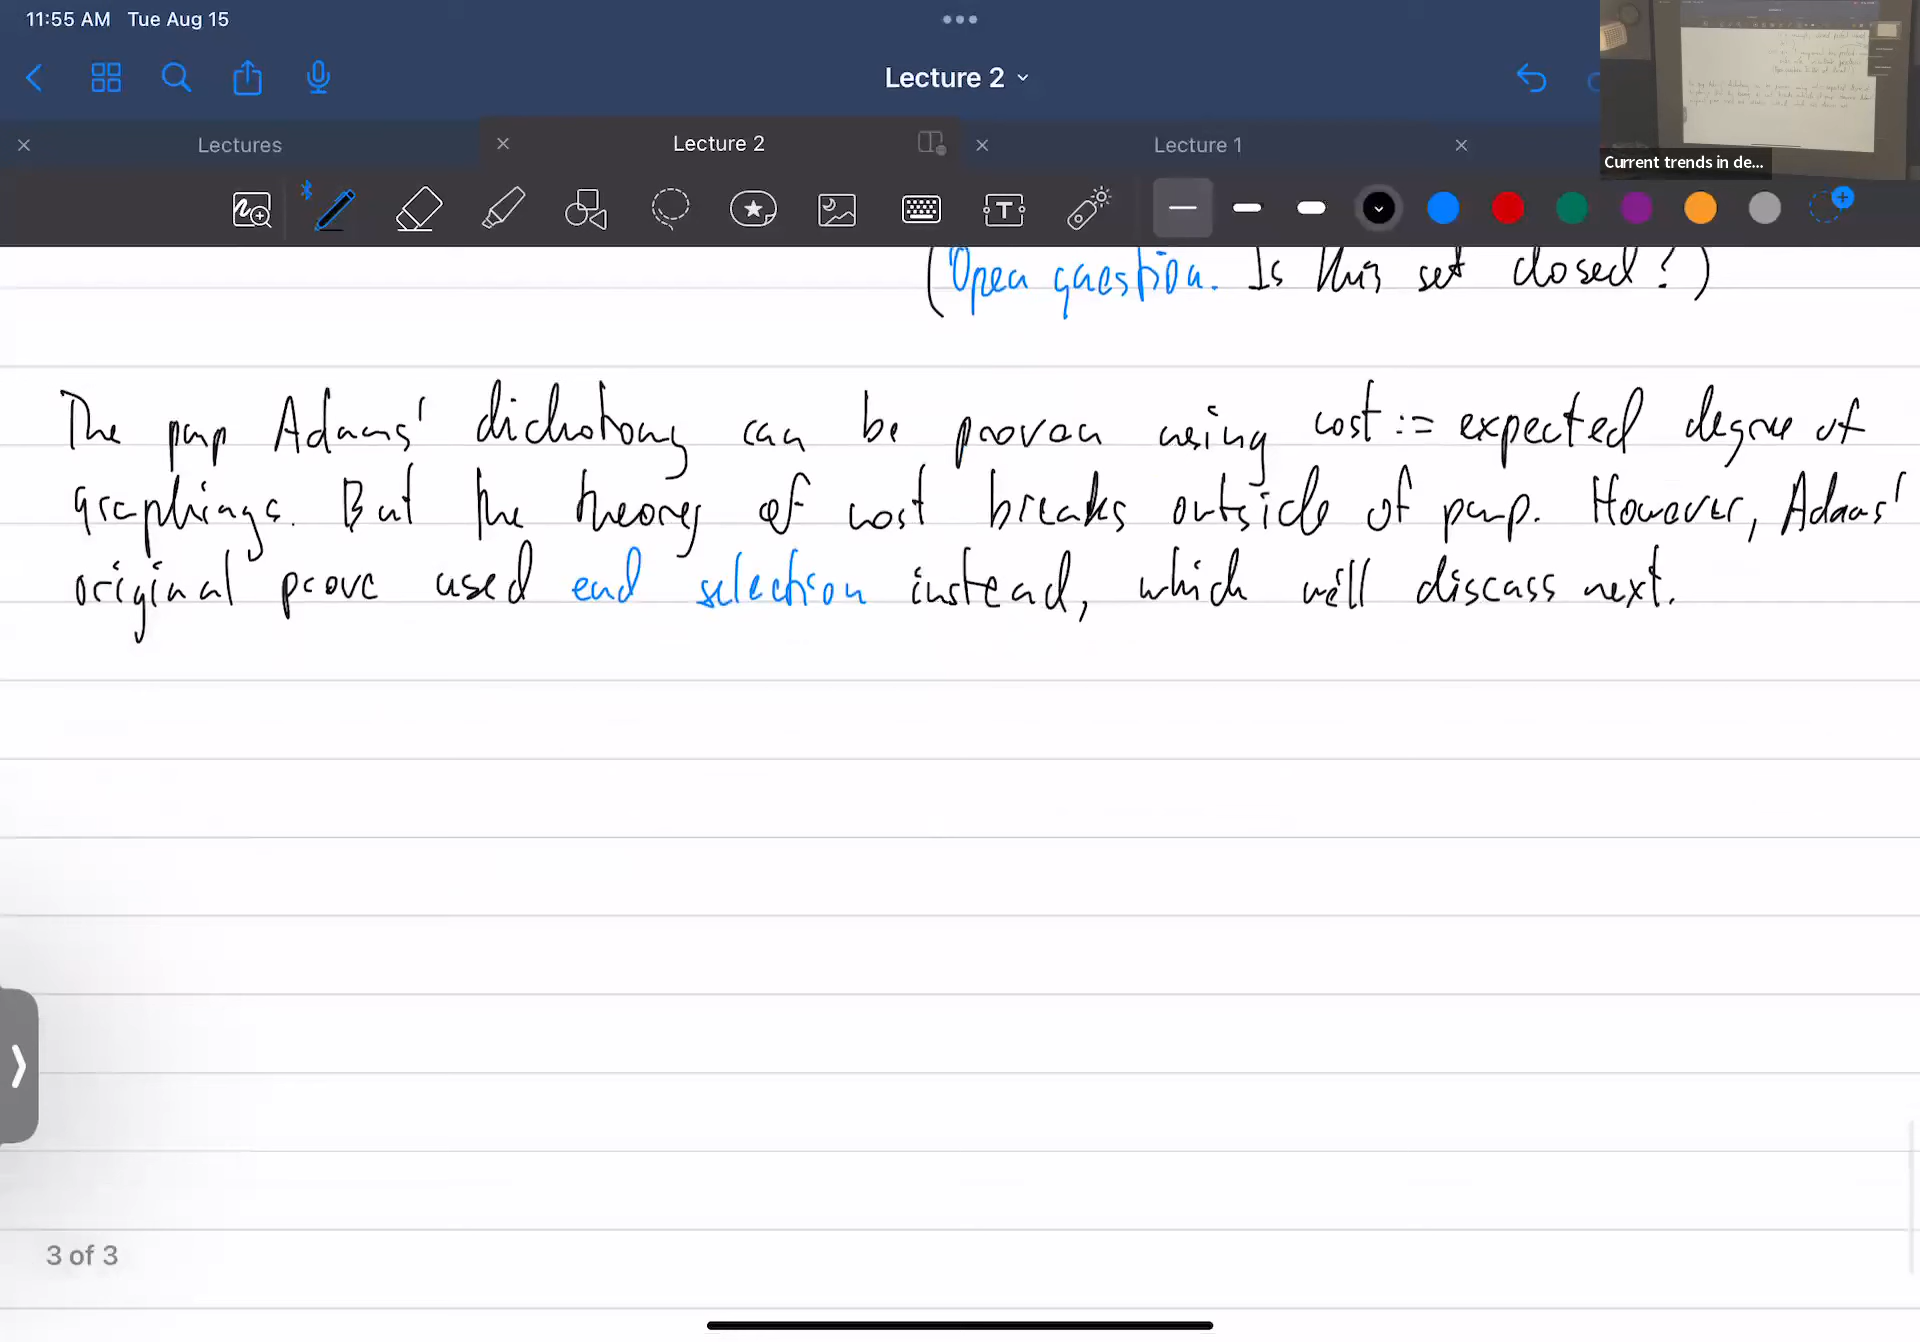 11:55 AM Tue Aug 15
Lecture 2
Lectures
Lecture 2
Lecture 1
Current trends in de...
(Open question. Is this set closed?)
The pmp Adams' dichotomy can be proven using cost := expected degree of
graphings. But the theory of cost breaks outside of pmp. However, Adams'
original prove used end selection instead, which will discuss next.
3 of 3